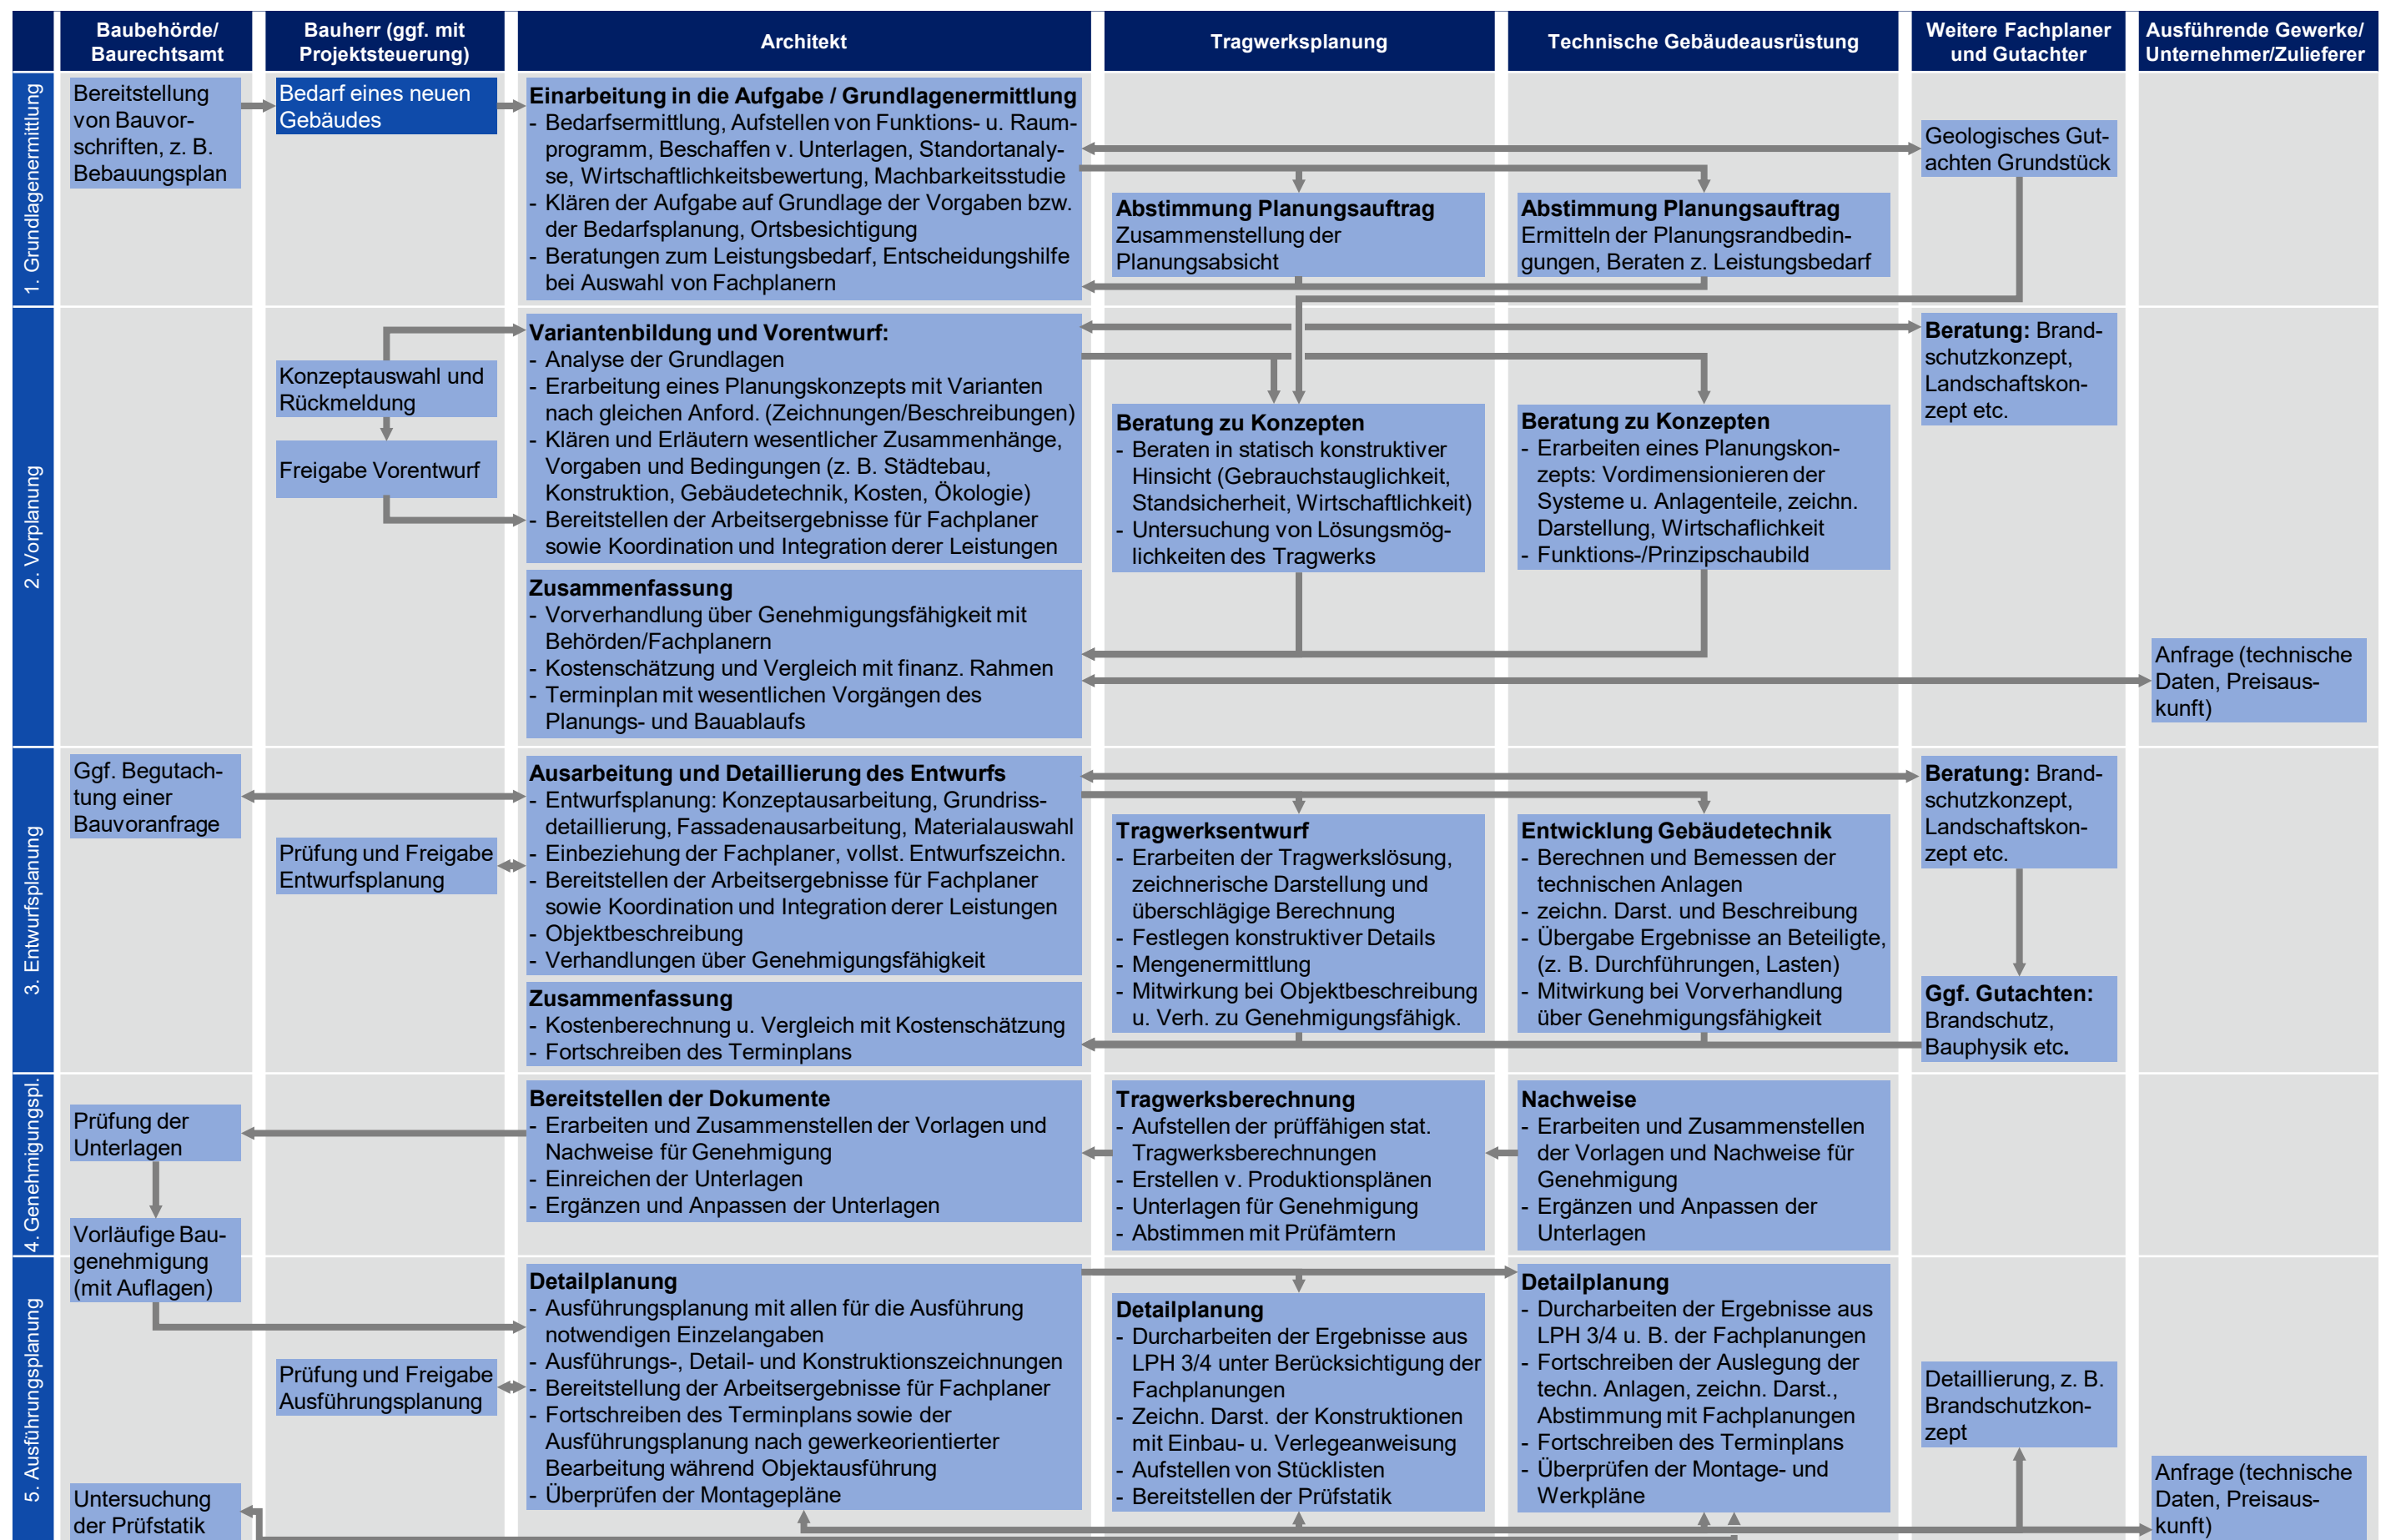 Baubehörde/
Baurechtsamt
Bauherr (ggf. mit
Projektsteuerung)
Architekt
Tragwerksplanung
Technische Gebäudeausrüstung
Weitere Fachplaner
und Gutachter
Ausführende Gewerke/
Unternehmer/Zulieferer
1. Grundlagenermittlung
Bereitstellung
von Bauvor-
schriften, z. B.
Bebauungsplan
Bedarf eines neuen
Gebäudes
Einarbeitung in die Aufgabe / Grundlagenermittlung
- Bedarfsermittlung, Aufstellen von Funktions- u. Raum-
programm, Beschaffen v. Unterlagen, Standortanaly-
se, Wirtschaftlichkeitsbewertung, Machbarkeitsstudie
- Klären der Aufgabe auf Grundlage der Vorgaben bzw.
der Bedarfsplanung, Ortsbesichtigung
- Beratungen zum Leistungsbedarf, Entscheidungshilfe
bei Auswahl von Fachplanern
Abstimmung Planungsauftrag
Zusammenstellung der
Planungsabsicht
Abstimmung Planungsauftrag
Ermitteln der Planungsrandbedin-
gungen, Beraten z. Leistungsbedarf
Geologisches Gut-
achten Grundstück
2. Vorplanung
Konzeptauswahl und
Rückmeldung
Freigabe Vorentwurf
Variantenbildung und Vorentwurf:
- Analyse der Grundlagen
- Erarbeitung eines Planungskonzepts mit Varianten
nach gleichen Anford. (Zeichnungen/Beschreibungen)
- Klären und Erläutern wesentlicher Zusammenhänge,
Vorgaben und Bedingungen (z. B. Städtebau,
Konstruktion, Gebäudetechnik, Kosten, Ökologie)
- Bereitstellen der Arbeitsergebnisse für Fachplaner
sowie Koordination und Integration derer Leistungen
Zusammenfassung
- Vorverhandlung über Genehmigungsfähigkeit mit
Behörden/Fachplanern
- Kostenschätzung und Vergleich mit finanz. Rahmen
- Terminplan mit wesentlichen Vorgängen des
Planungs- und Bauablaufs
Beratung zu Konzepten
- Beraten in statisch konstruktiver
Hinsicht (Gebrauchstauglichkeit,
Standsicherheit, Wirtschaftlichkeit)
- Untersuchung von Lösungsmög-
lichkeiten des Tragwerks
Beratung zu Konzepten
- Erarbeiten eines Planungskon-
zepts: Vordimensionieren der
Systeme u. Anlagenteile, zeichn.
Darstellung, Wirtschaflichkeit
- Funktions-/Prinzipschaubild
Beratung: Brand-
schutzkonzept,
Landschaftskon-
zept etc.
Anfrage (technische
Daten, Preisaus-
kunft)
3. Entwurfsplanung
Ggf. Begutach-
tung einer
Bauvoranfrage
Prüfung und Freigabe
Entwurfsplanung
Ausarbeitung und Detaillierung des Entwurfs
- Entwurfsplanung: Konzeptausarbeitung, Grundriss-
detaillierung, Fassadenausarbeitung, Materialauswahl
- Einbeziehung der Fachplaner, vollst. Entwurfszeichn.
- Bereitstellen der Arbeitsergebnisse für Fachplaner
sowie Koordination und Integration derer Leistungen
- Objektbeschreibung
- Verhandlungen über Genehmigungsfähigkeit
Zusammenfassung
- Kostenberechnung u. Vergleich mit Kostenschätzung
- Fortschreiben des Terminplans
Tragwerksentwurf
- Erarbeiten der Tragwerkslösung,
zeichnerische Darstellung und
überschlägige Berechnung
- Festlegen konstruktiver Details
- Mengenermittlung
- Mitwirkung bei Objektbeschreibung
u. Verh. zu Genehmigungsfähigk.
Entwicklung Gebäudetechnik
- Berechnen und Bemessen der
technischen Anlagen
- zeichn. Darst. und Beschreibung
- Übergabe Ergebnisse an Beteiligte,
(z. B. Durchführungen, Lasten)
- Mitwirkung bei Vorverhandlung
über Genehmigungsfähigkeit
Beratung: Brand-
schutzkonzept,
Landschaftskon-
zept etc.
Ggf. Gutachten:
Brandschutz,
Bauphysik etc.
4. Genehmigungspl.
Prüfung der
Unterlagen
Vorläufige Bau-
genehmigung
(mit Auflagen)
Bereitstellen der Dokumente
- Erarbeiten und Zusammenstellen der Vorlagen und
Nachweise für Genehmigung
- Einreichen der Unterlagen
- Ergänzen und Anpassen der Unterlagen
Tragwerksberechnung
- Aufstellen der prüffähigen stat.
Tragwerksberechnungen
- Erstellen v. Produktionsplänen
- Unterlagen für Genehmigung
- Abstimmen mit Prüfämtern
Nachweise
- Erarbeiten und Zusammenstellen
der Vorlagen und Nachweise für
Genehmigung
- Ergänzen und Anpassen der
Unterlagen
5. Ausführungsplanung
Untersuchung
der Prüfstatik
Prüfung und Freigabe
Ausführungsplanung
Detailplanung
- Ausführungsplanung mit allen für die Ausführung
notwendigen Einzelangaben
- Ausführungs-, Detail- und Konstruktionszeichnungen
- Bereitstellung der Arbeitsergebnisse für Fachplaner
- Fortschreiben des Terminplans sowie der
Ausführungsplanung nach gewerkeorientierter
Bearbeitung während Objektausführung
- Überprüfen der Montagepläne
Detailplanung
- Durcharbeiten der Ergebnisse aus
LPH 3/4 unter Berücksichtigung der
Fachplanungen
- Zeichn. Darst. der Konstruktionen
mit Einbau- u. Verlegeanweisung
- Aufstellen von Stücklisten
- Bereitstellen der Prüfstatik
Detailplanung
- Durcharbeiten der Ergebnisse aus
LPH 3/4 u. B. der Fachplanungen
- Fortschreiben der Auslegung der
techn. Anlagen, zeichn. Darst.,
Abstimmung mit Fachplanungen
- Fortschreiben des Terminplans
- Überprüfen der Montage- und
Werkpläne
Detaillierung, z. B.
Brandschutzkon-
zept
Anfrage (technische
Daten, Preisaus-
kunft)